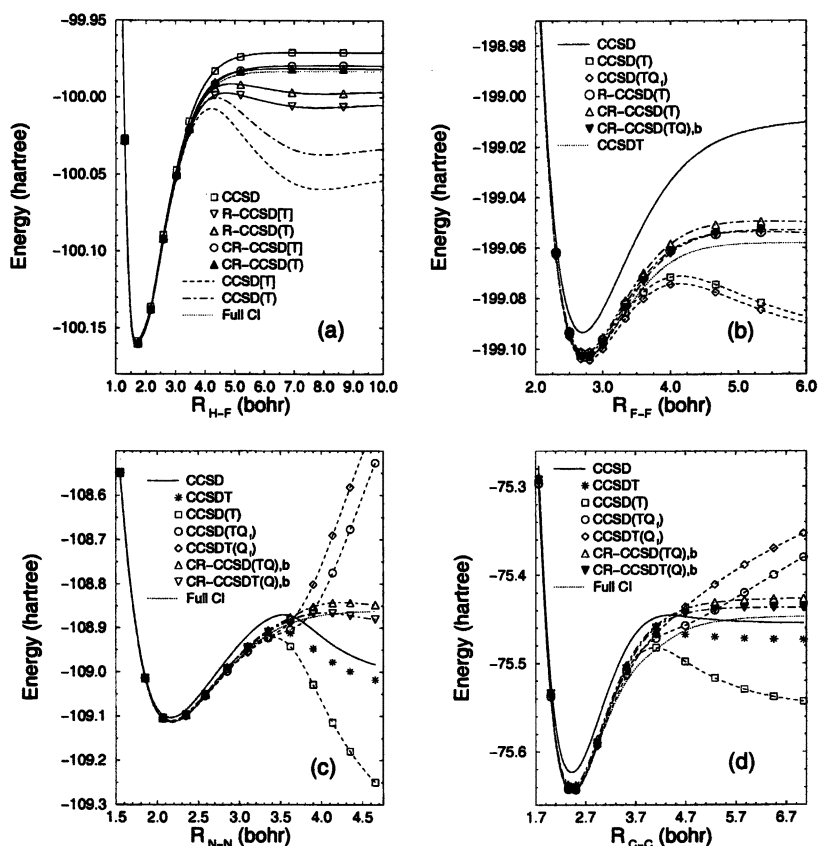 −99.95
−100.00
−100.05
−100.10
−100.15
Energy (hartree)
CCSD
R−CCSD[T]
R−CCSD(T)
CR−CCSD[T]
CR−CCSD(T)
CCSD[T]
CCSD(T)
Full CI
(a)
1.0 2.0 3.0 4.0 5.0 6.0 7.0 8.0 9.0 10.0
R H−F (bohr)
−198.98
−199.00
−199.02
−199.04
−199.06
−199.08
−199.10
Energy (hartree)
CCSD
CCSD(T)
CCSD(TQf)
R−CCSD(T)
CR−CCSD(T)
CR−CCSD(TQ),b
CCSDT
(b)
2.0 3.0 4.0 5.0 6.0
R F−F (bohr)
−108.6
−108.7
−108.8
−108.9
−109.0
−109.1
−109.2
−109.3
Energy (hartree)
CCSD
CCSDT
CCSD(T)
CCSD(TQf)
CCSDT(Qf)
CR−CCSD(TQ),b
CR−CCSDT(Q),b
Full CI
(c)
1.5 2.0 2.5 3.0 3.5 4.0 4.5
R N−N (bohr)
−75.3
−75.4
−75.5
−75.6
Energy (hartree)
CCSD
CCSDT
CCSD(T)
CCSD(TQf)
CCSDT(Qf)
CR−CCSD(TQ),b
CR−CCSDT(Q),b
Full CI
(d)
1.7 2.7 3.7 4.7 5.7 6.7
R C−C (bohr)